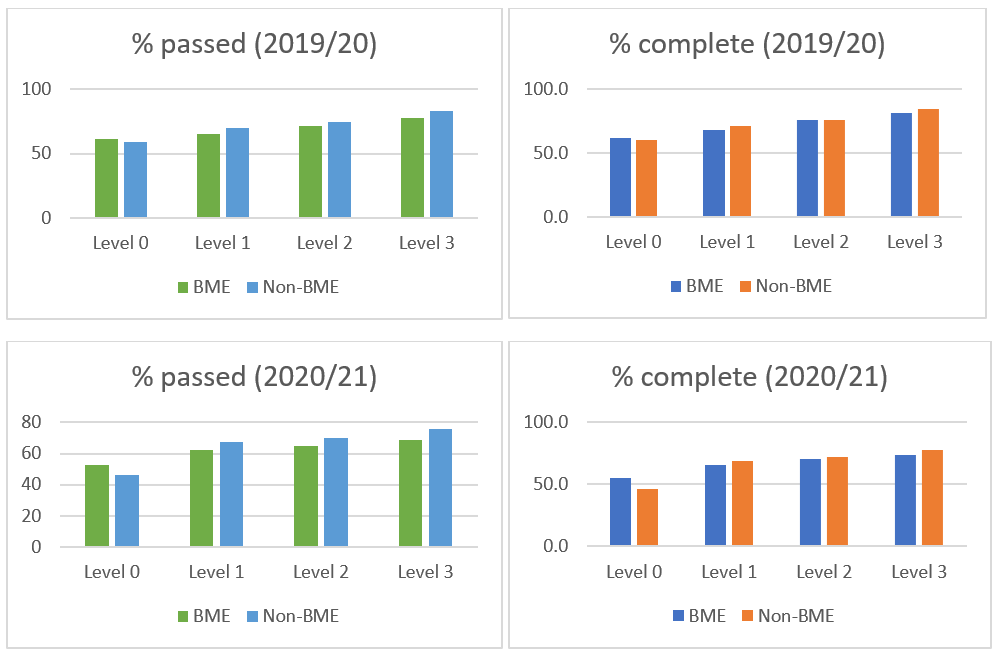 % passed (2019/20)
100
50
0
Level 0 Level 1 Level 2 Level 3
BME Non-BME
% complete (2019/20)
100.0
50.0
0.0
Level 0 Level 1 Level 2 Level 3
BME Non-BME
% passed (2020/21)
80
60
40
20
0
Level 0 Level 1 Level 2 Level 3
BME Non-BME
% complete (2020/21)
100.0
50.0
0.0
Level 0 Level 1 Level 2 Level 3
BME Non-BME